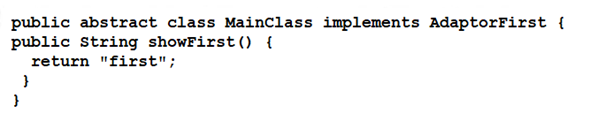 public abstract class MainClass implements AdaptorFirst {
public String showFirst() {
return "first";
}
}